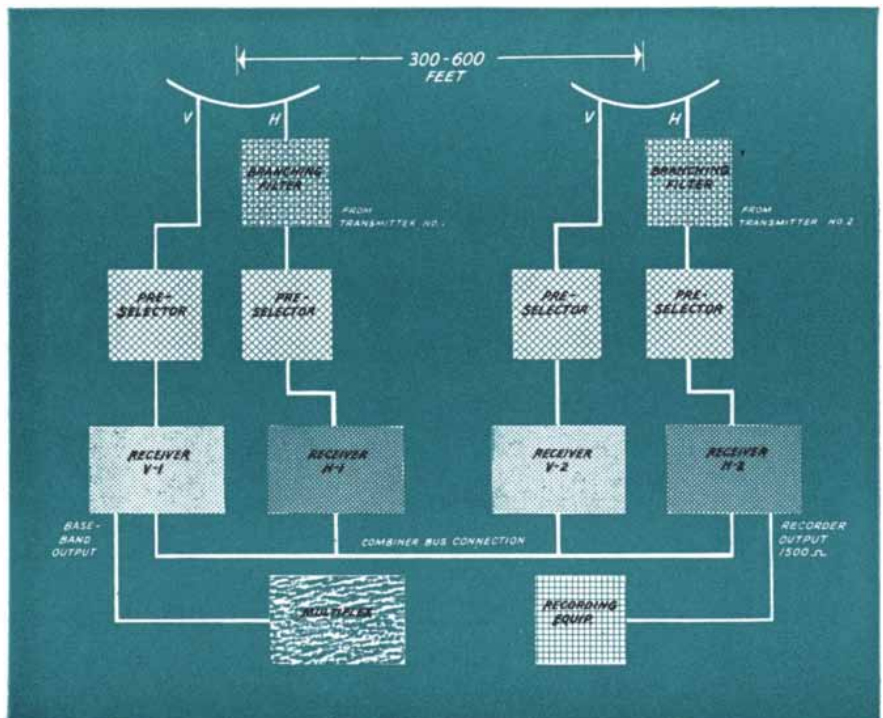 300-600
FEET
V
H
V
H
BRANCHING
FILTER
BRANCHING
FILTER
FROM
TRANSMITTER NO.
FROM
TRANSMITTER NO. 2
PRE-
SELECTOR
PRE-
SELECTOR
PRE-
SELECTOR
PRE-
SELECTOR
RECEIVER
V-1
RECEIVER
H-1
RECEIVER
V-2
RECEIVER
H-2
BASE-
BAND
OUTPUT
COMBINER BUS CONNECTION
RECORDER
OUTPUT
1500 Ω
MULTIPLEX
RECORDING
EQUIP.